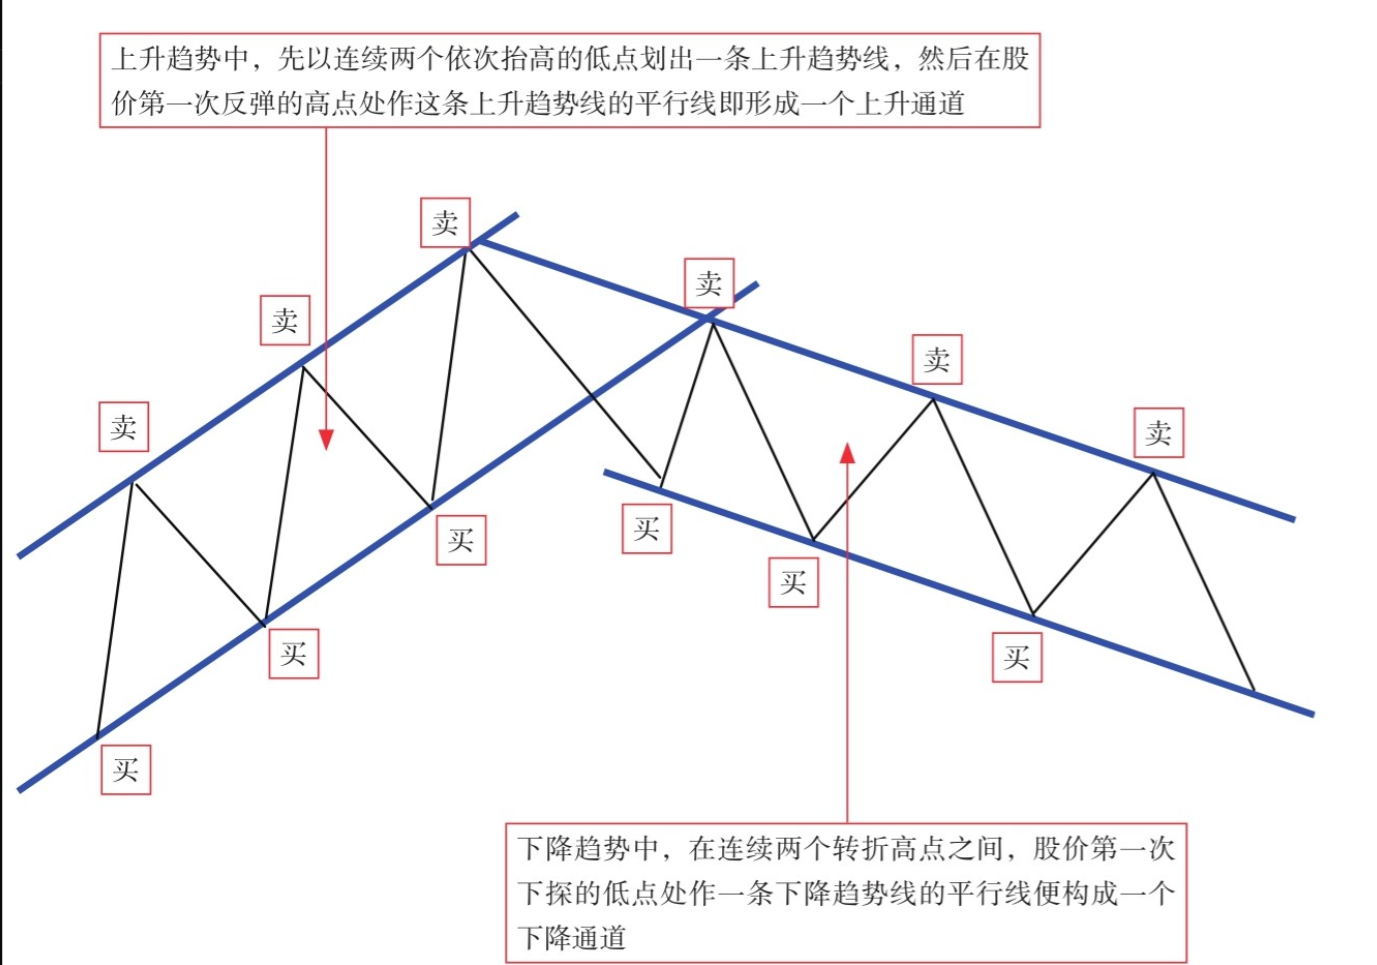 上升趋势中，先以连续两个依次抬高的低点划出一条上升趋势线，然后在股
价第一次反弹的高点处作这条上升趋势线的平行线即形成一个上升通道
卖
卖
卖
卖
卖
卖
买
买
买
买
买
买
下降趋势中，在连续两个转折高点之间，股价第一次
下探的低点处作一条下降趋势线的平行线便构成一个
下降通道